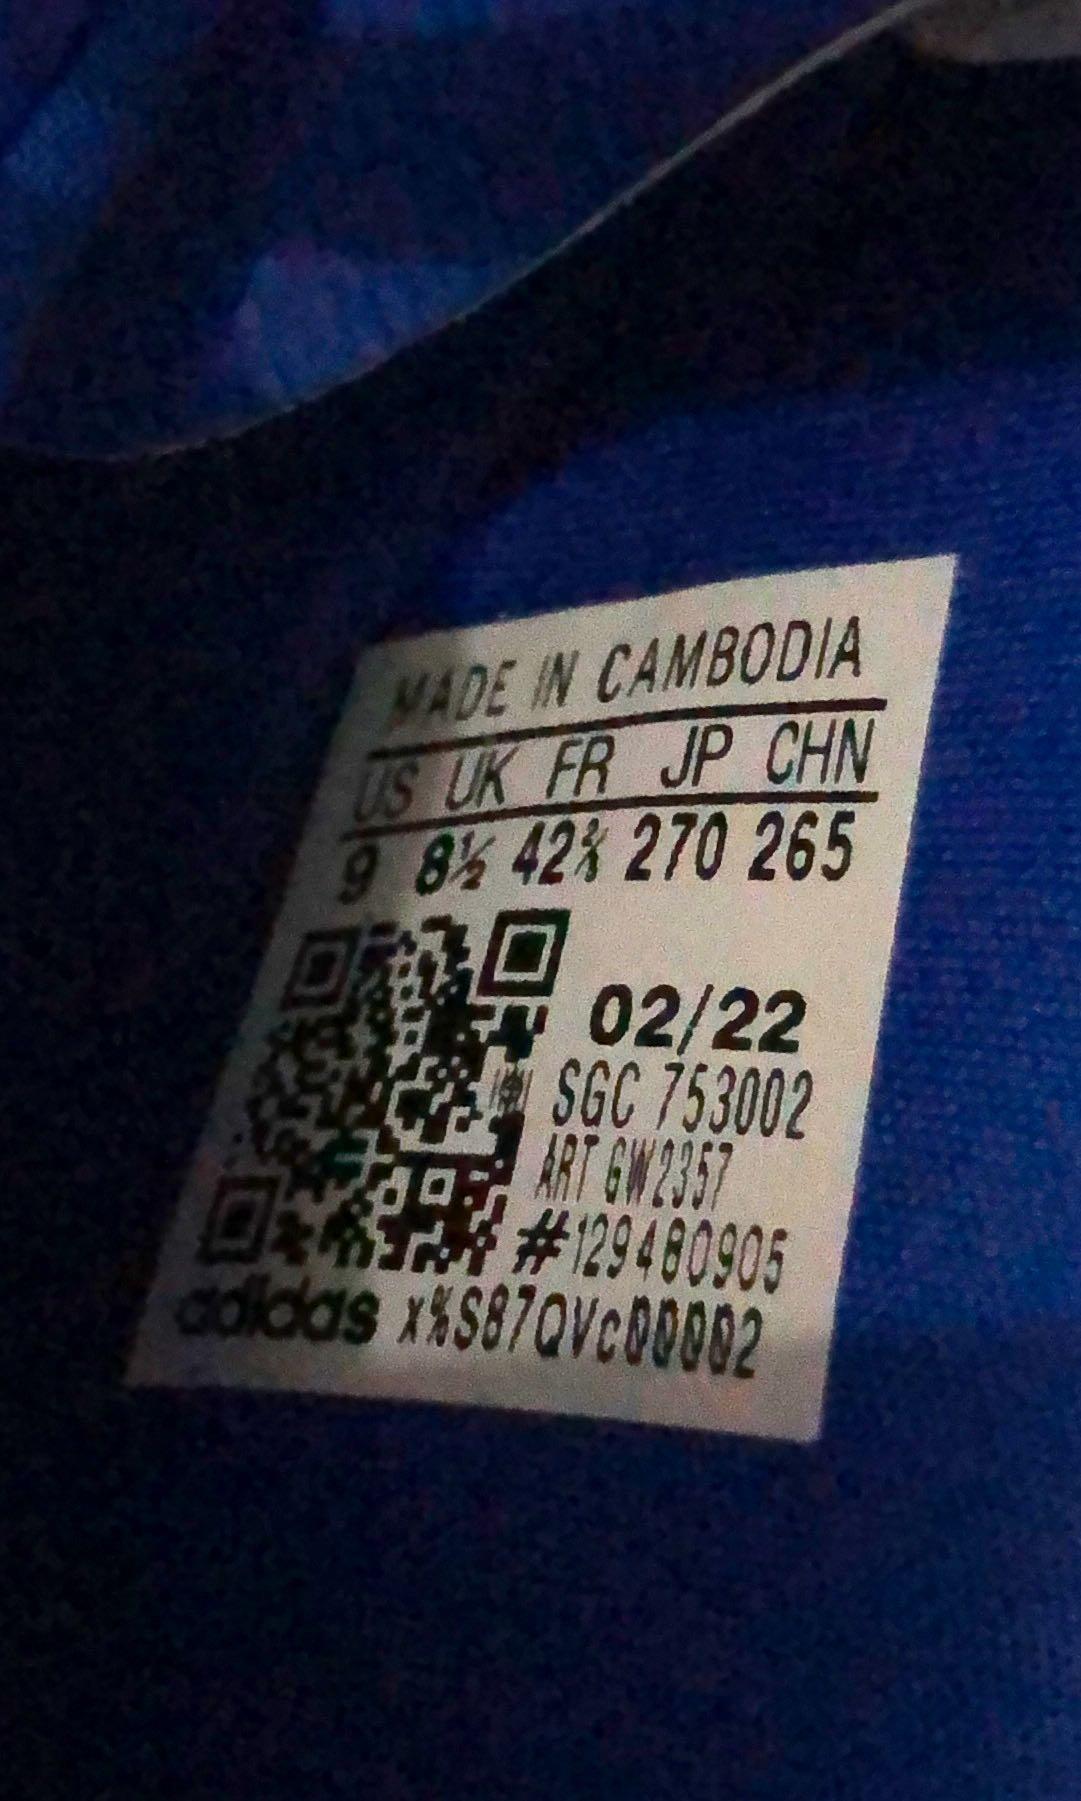 MADE IN CAMBODIA
US UK FR JP CHN
9 8½ 42⅔ 270 265
02/22
SGC 753002
ART GW2357
#129480905
adidas x%S87QVc00002